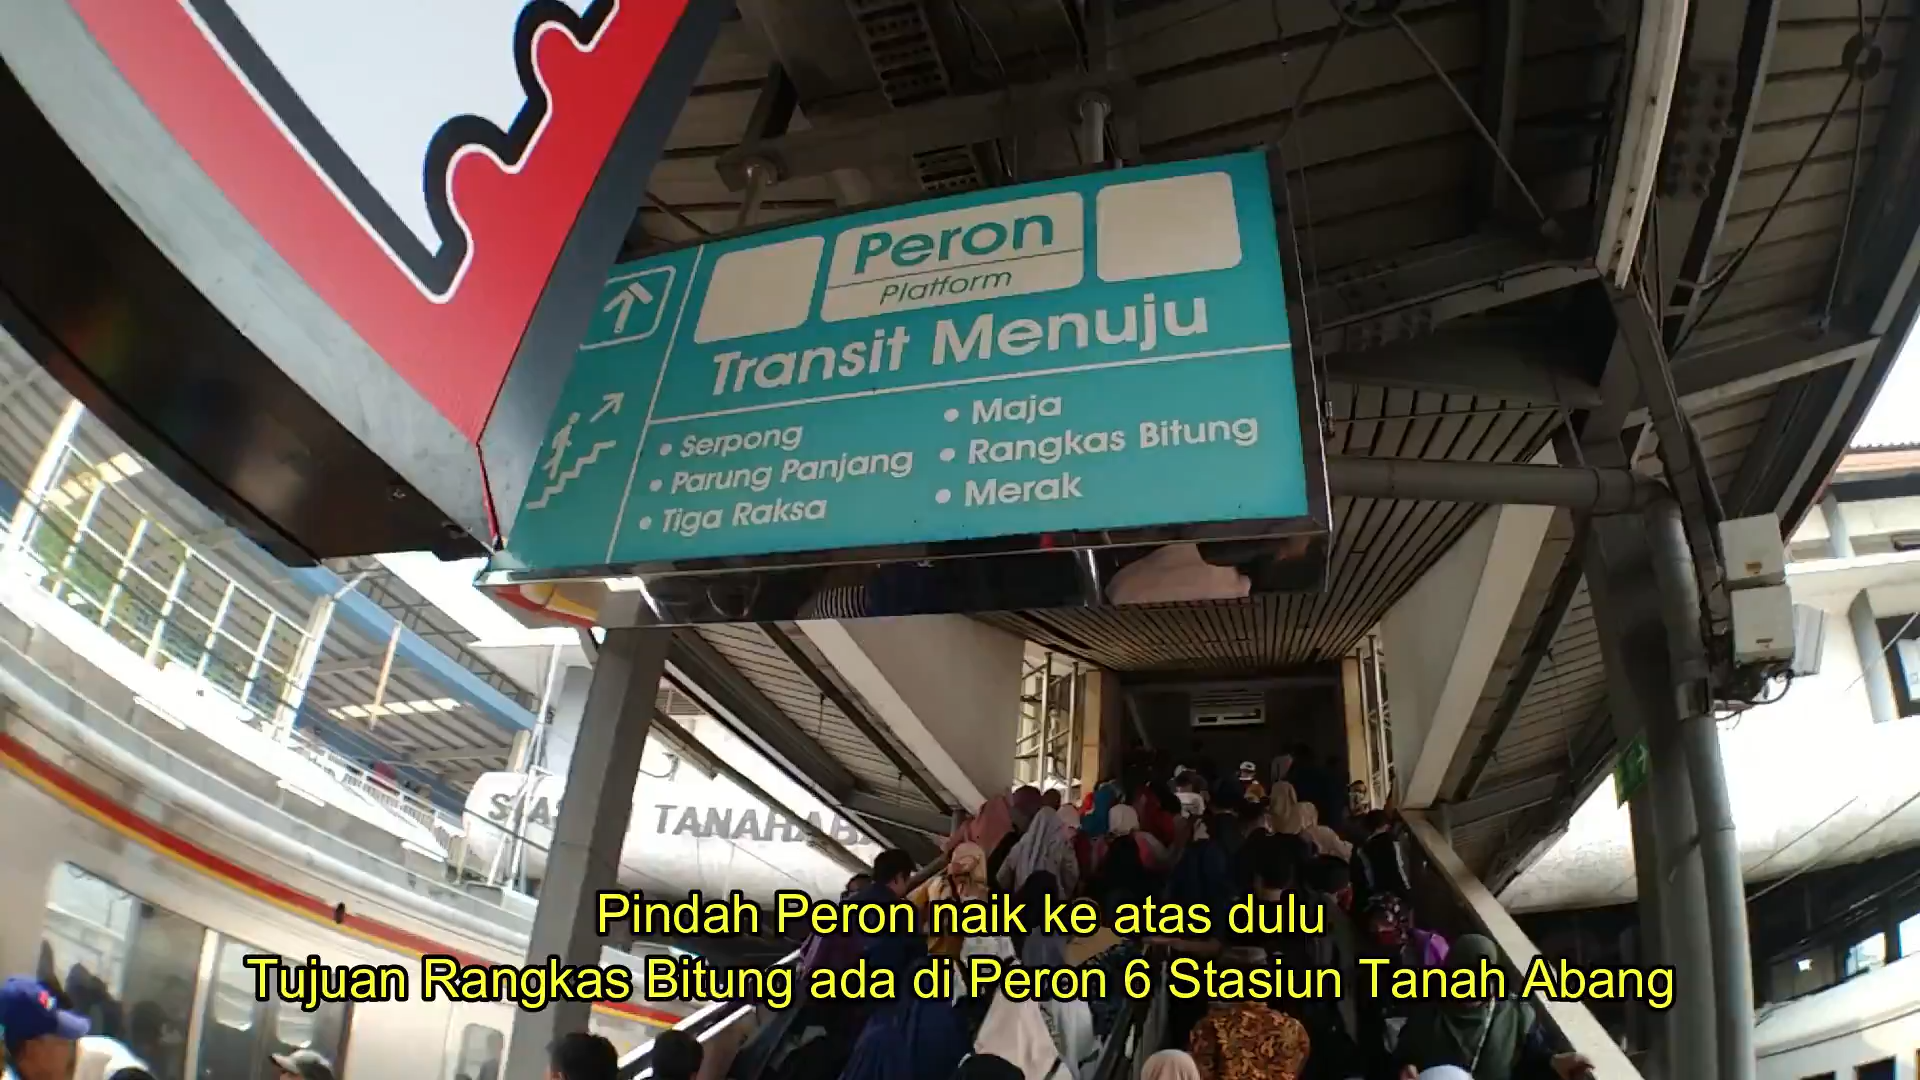 Peron
Platform
Transit Menuju
• Serpong
• Parung Panjang
• Tiga Raksa
• Maja
• Rangkas Bitung
• Merak
TANAH
Pindah Peron naik ke atas dulu
Tujuan Rangkas Bitung ada di Peron 6 Stasiun Tanah Abang